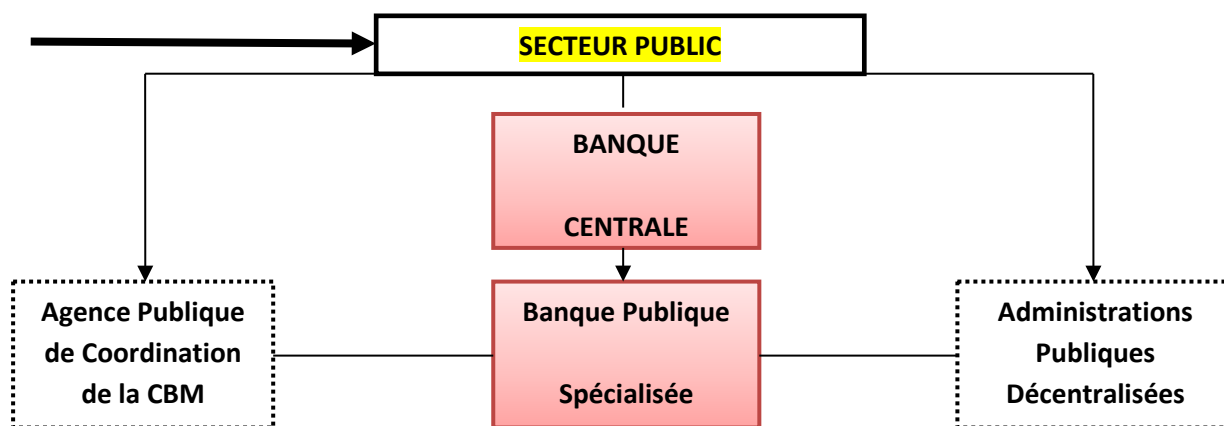 SECTEUR PUBLIC
BANQUE
CENTRALE
Agence Publique
de Coordination
de la CBM
Banque Publique
Spécialisée
Administrations
Publiques
Décentralisées